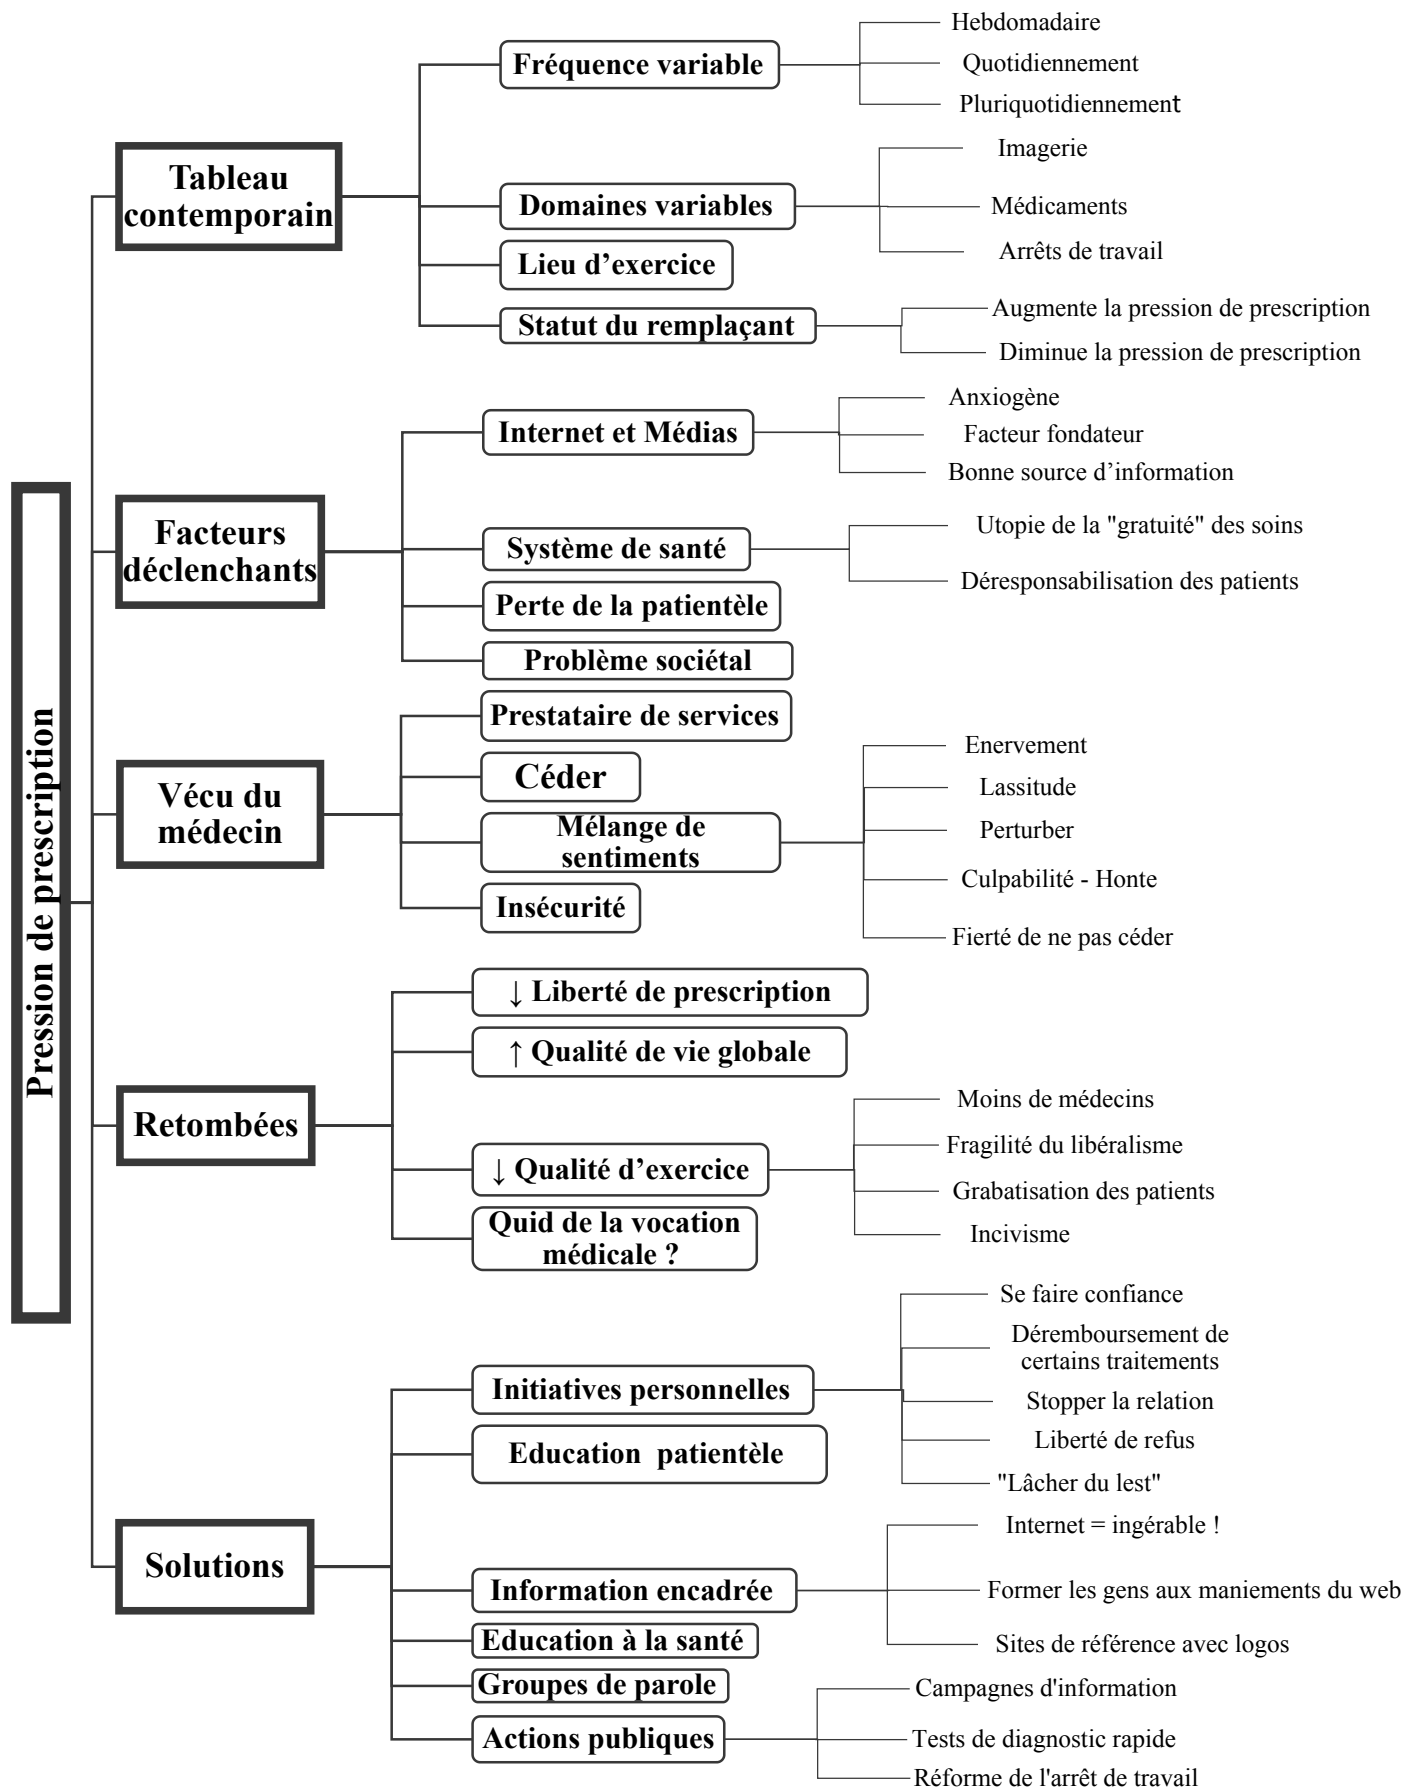 Pression de prescription
Tableau
contemporain
Fréquence variable
Hebdomadaire
Quotidiennement
Pluriquotidiennement
Domaines variables
Imagerie
Médicaments
Arrêts de travail
Lieu d’exercice
Statut du remplaçant
Augmente la pression de prescription
Diminue la pression de prescription
Facteurs
déclenchants
Internet et Médias
Anxiogène
Facteur fondateur
Bonne source d’information
Système de santé
Utopie de la "gratuité" des soins
Déresponsabilisation des patients
Perte de la patientèle
Problème sociétal
Vécu du
médecin
Prestataire de services
Céder
Mélange de
sentiments
Enervement
Lassitude
Perturber
Culpabilité - Honte
Fierté de ne pas céder
Insécurité
Retombées
↓ Liberté de prescription
↑ Qualité de vie globale
↓ Qualité d’exercice
Moins de médecins
Fragilité du libéralisme
Grabatisation des patients
Incivisme
Quid de la vocation
médicale ?
Solutions
Initiatives personnelles
Se faire confiance
Déremboursement de
certains traitements
Stopper la relation
Liberté de refus
"Lâcher du lest"
Education  patientèle
Information encadrée
Internet = ingérable !
Former les gens aux maniements du web
Sites de référence avec logos
Education à la santé
Groupes de parole
Actions publiques
Campagnes d'information
Tests de diagnostic rapide
Réforme de l'arrêt de travail